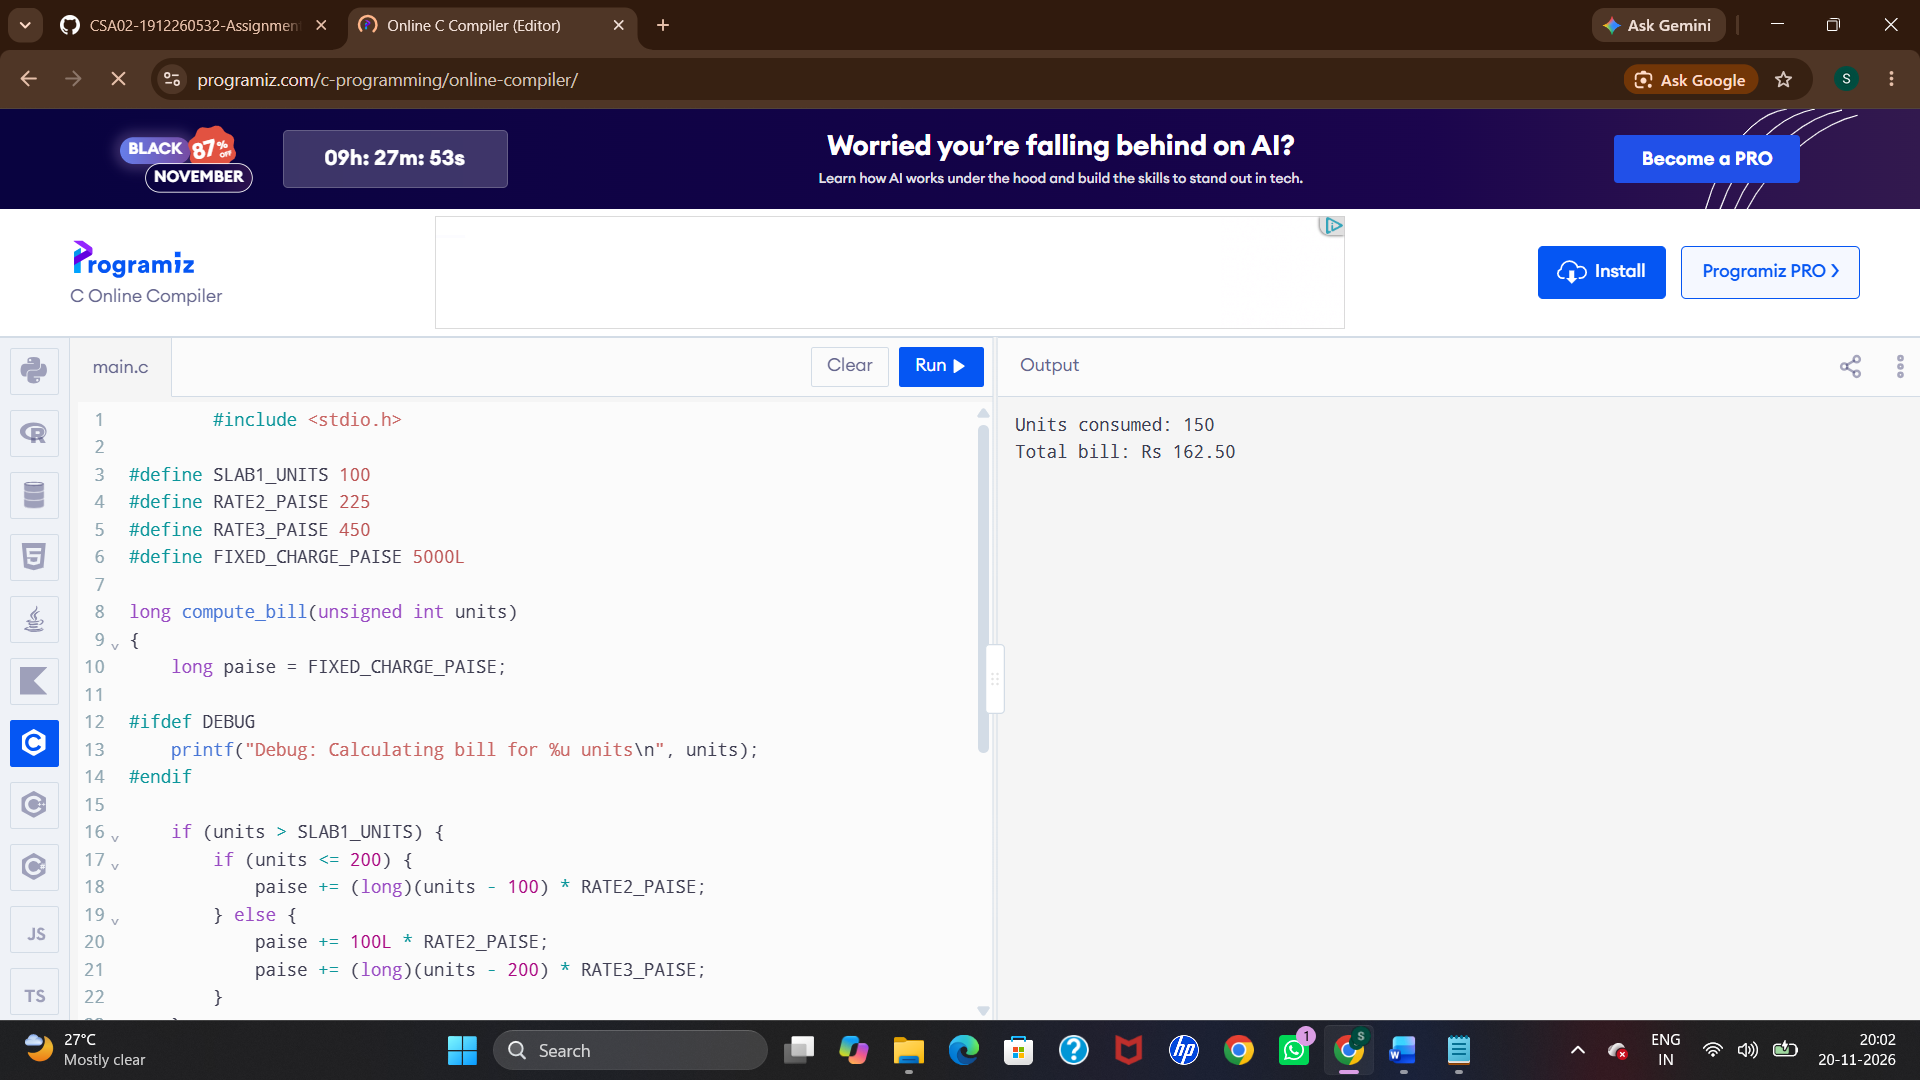 CSA02-1912260532-Assignmen
Online C Compiler (Editor)
Ask Gemini
programiz.com/c-programming/online-compiler/
Ask Google
S
BLACK
87%
OFF
NOVEMBER
09h: 27m: 53s
Worried you're falling behind on AI?
Learn how AI works under the hood and build the skills to stand out in tech.
Become a PRO
Programiz
C Online Compiler
Install
Programiz PRO
main.c
Clear
Run
Output
1 #include <stdio.h>
2
3 #define SLAB1_UNITS 100
4 #define RATE2_PAISE 225
5 #define RATE3_PAISE 450
6 #define FIXED_CHARGE_PAISE 5000L
7
8 long compute_bill(unsigned int units)
9 {
10 long paise = FIXED_CHARGE_PAISE;
11
12 #ifdef DEBUG
13 printf("Debug: Calculating bill for %u units\n", units);
14 #endif
15
16 if (units > SLAB1_UNITS) {
17 if (units <= 200) {
18 paise += (long)(units - 100) * RATE2_PAISE;
19 } else {
20 paise += 100L * RATE2_PAISE;
21 paise += (long)(units - 200) * RATE3_PAISE;
22 }
Units consumed: 150
Total bill: Rs 162.50
R
5
C
JS
TS
27°C
Mostly clear
Search
hp
1
S
W
ENG
IN
20:02
20-11-2026